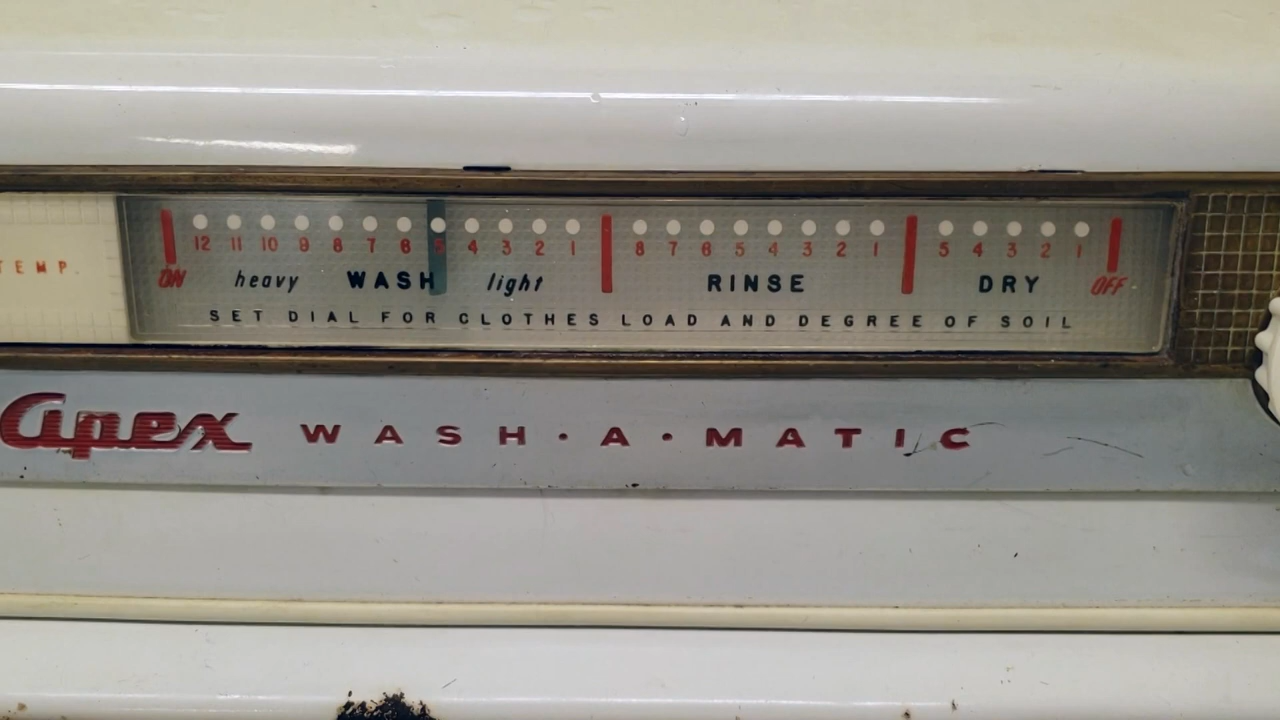 TEMP.
12 11 10 9 8 7 6 5 4 3 2 1 8 7 6 5 4 3 2 1 5 4 3 2 1
ON heavy WASH light RINSE DRY OFF
SET DIAL FOR CLOTHES LOAD AND DEGREE OF SOIL
Apex WASH·A·MATIC